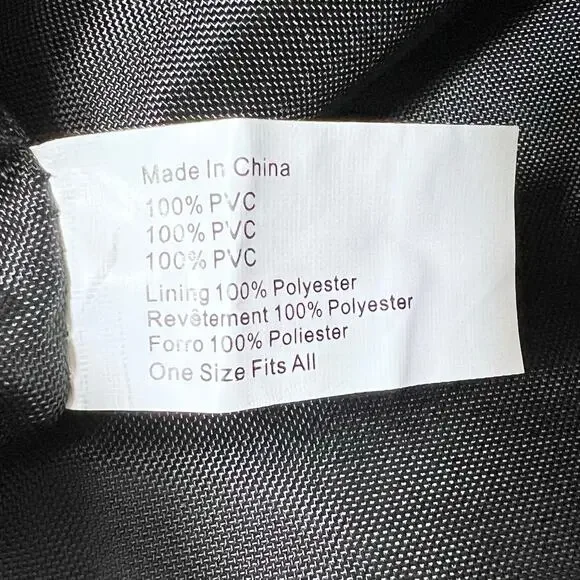 Made In China
100% PVC
100% PVC
100% PVC
Lining 100% Polyester
Revêtement 100% Polyester
Forro 100% Poliester
One Size Fits All